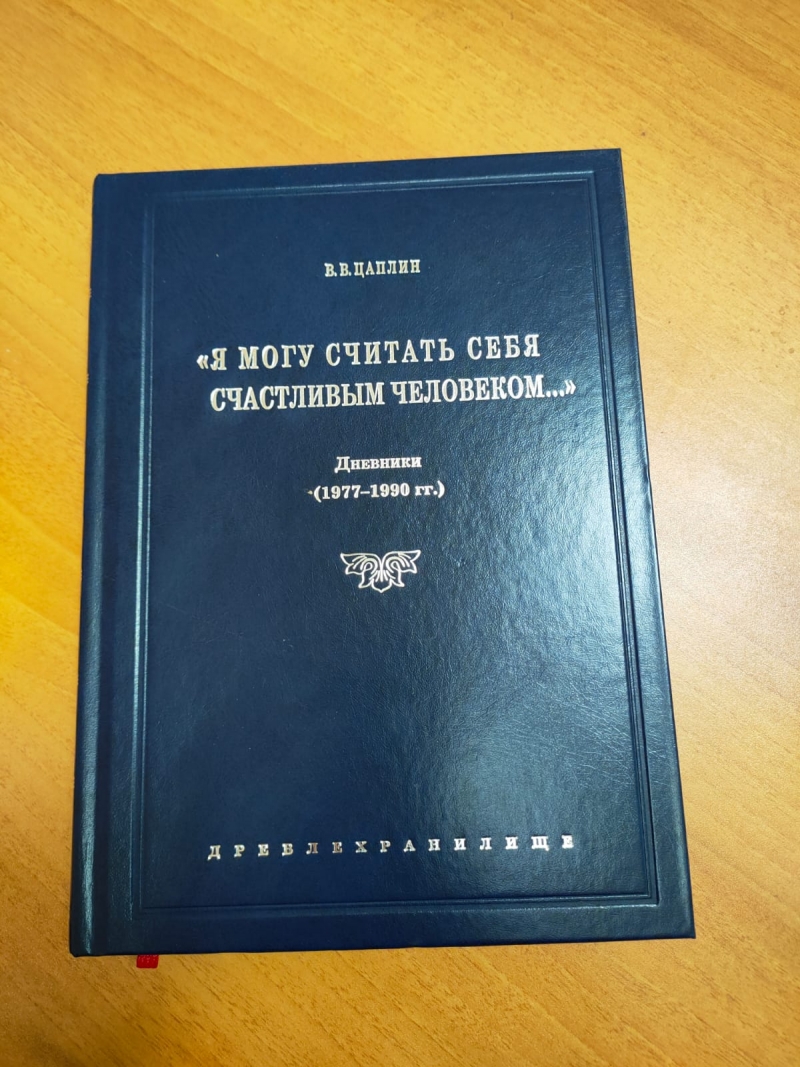 В. В. ЦАПЛИН
«Я МОГУ СЧИТАТЬ СЕБЯ
СЧАСТЛИВЫМ ЧЕЛОВЕКОМ...»
Дневники
(1977–1990 гг.)
ДРЕВЛЕХРАНИЛИЩЕ